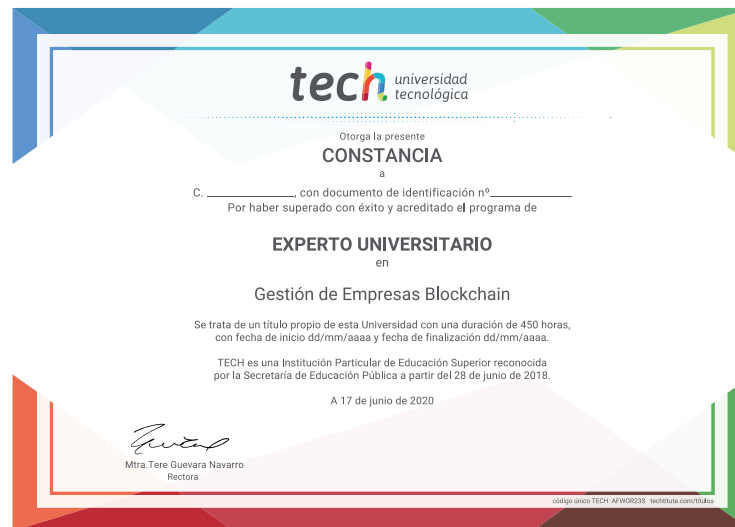 tech universidad
tecnológica
Otorga la presente
CONSTANCIA
a
C. ________________, con documento de identificación nº_______________
Por haber superado con éxito y acreditado el programa de
EXPERTO UNIVERSITARIO
en
Gestión de Empresas Blockchain
Se trata de un título propio de esta Universidad con una duración de 450 horas,
con fecha de inicio dd/mm/aaaa y fecha de finalización dd/mm/aaaa.
TECH es una Institución Particular de Educación Superior reconocida
por la Secretaría de Educación Pública a partir del 28 de junio de 2018.
A 17 de junio de 2020
Mtra.Tere Guevara Navarro
Rectora
código único TECH: AFWOR23S techtitute.com/titulos